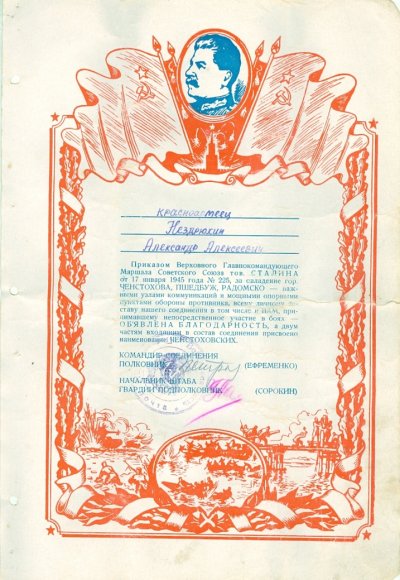 Красноармеец
Нездрюхин
Александр Алексеевич
Приказом Верховного Главнокомандующего
Маршала Советского Союза тов. СТАЛИНА
от 17 января 1945 года № 225, за овладение гор.
ЧЕНСТОХОВА, ПШЕДБУЖ, РАДОМСКО — важ-
ными узлами коммуникаций и мощными опорными
пунктами обороны противника, всему личному со-
ставу нашего соединения в том числе и ВАМ, при-
нимавшему непосредственное участие в боях —
ОБЪЯВЛЕНА БЛАГОДАРНОСТЬ, а двум
частям входящим в состав соединения присвоено
наименование ЧЕНСТОХОВСКИХ.
КОМАНДИР СОЕДИНЕНИЯ
ПОЛКОВНИК (ЕФРЕМЕНКО)
НАЧАЛЬНИК ШТАБА
ГВАРДИИ ПОДПОЛКОВНИК (СОРОКИН)